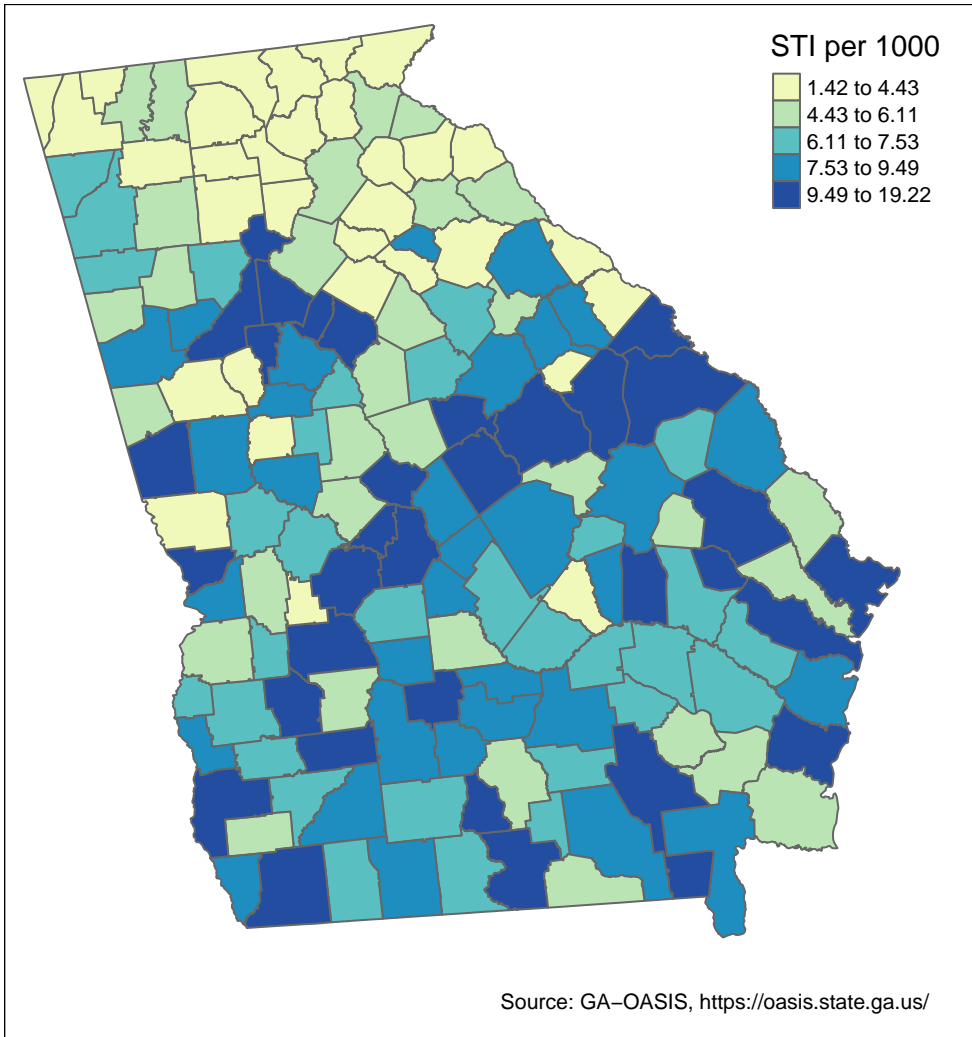 STI per 1000
1.42 to 4.43
4.43 to 6.11
6.11 to 7.53
7.53 to 9.49
9.49 to 19.22
Source: GA−OASIS, https://oasis.state.ga.us/